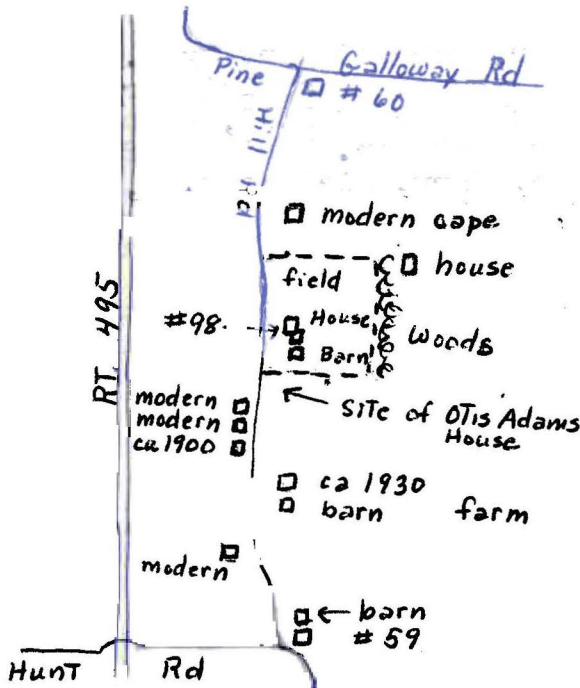 Galloway Rd
Pine
# 60
Hill
Rd
modern cape
house
field
#98.
House
Woods
Barn
RT. 495
modern
modern
ca 1900
Site of Otis Adams
House
ca 1930
barn
farm
modern
barn
# 59
Hunt Rd